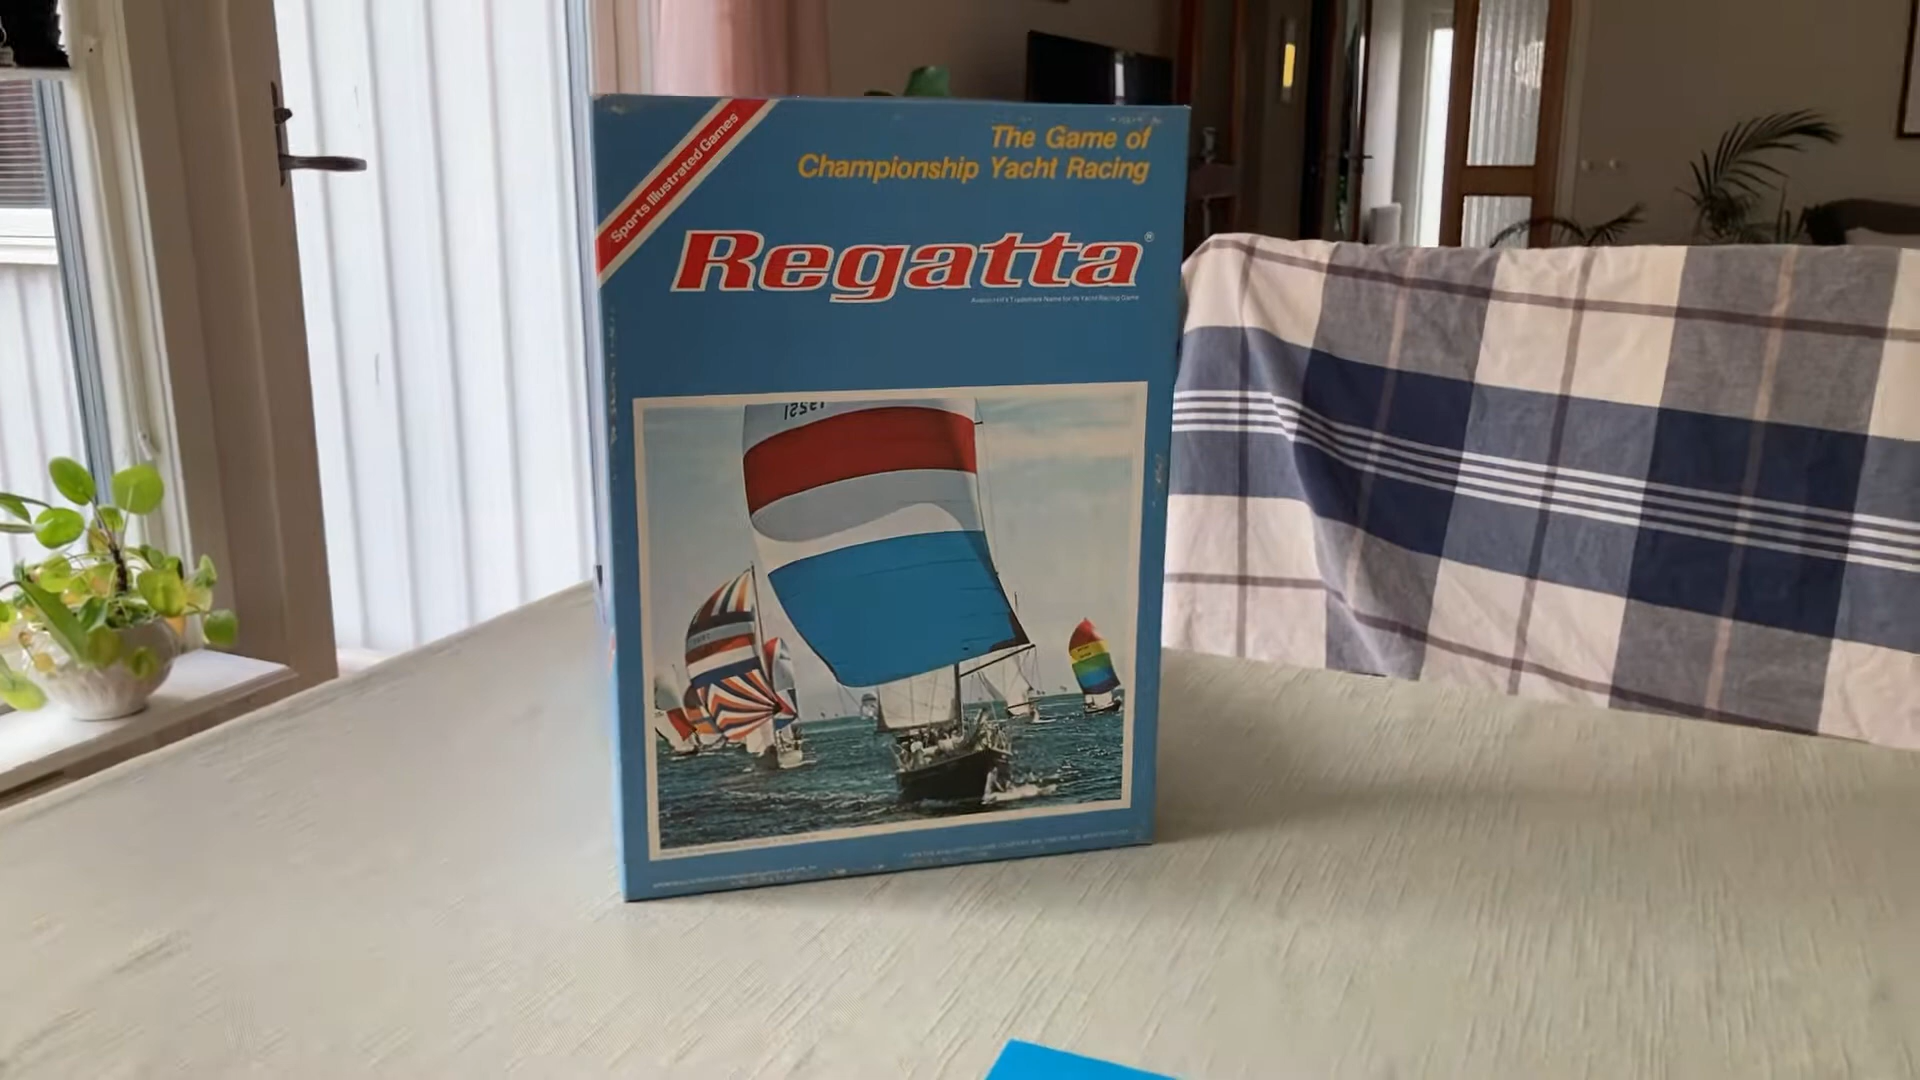 Sports Illustrated Games
The Game of
Championship Yacht Racing
Regatta®
Avalon Hill's Trademark Name for its Yacht Racing Game